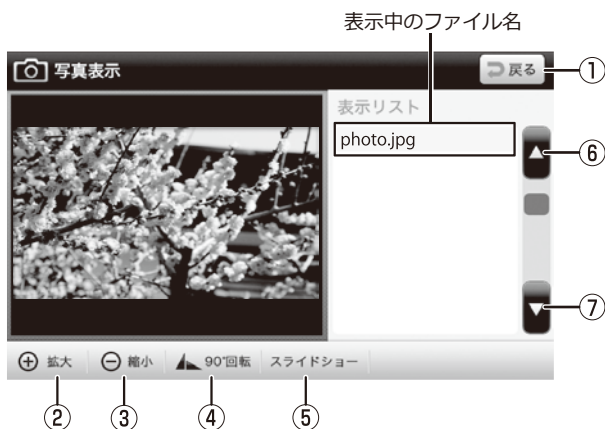 表示中のファイル名
写真表示
戻る
①
表示リスト
photo.jpg
⑥
⑦
拡大
縮小
90°回転
スライドショー
②
③
④
⑤